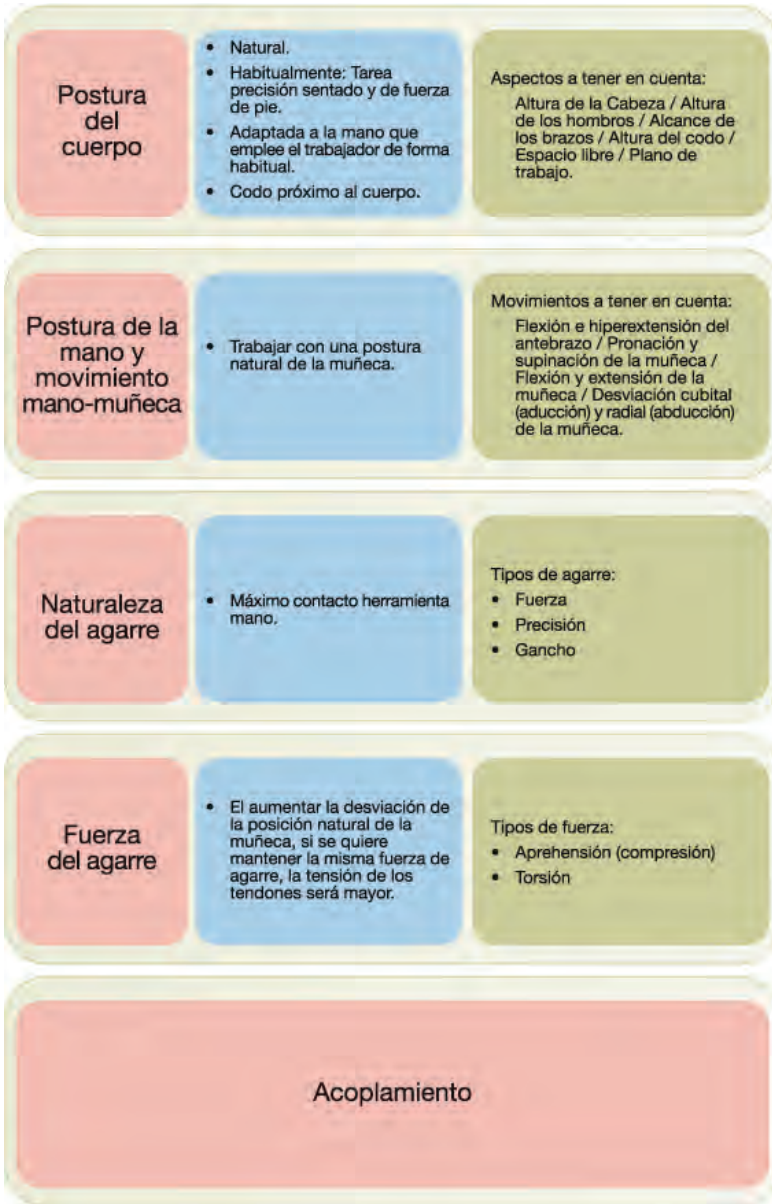 Postura
del
cuerpo
• Natural.
• Habitualmente: Tarea
precisión sentado y de fuerza
de pie.
• Adaptada a la mano que
emplee el trabajador de forma
habitual.
• Codo próximo al cuerpo.
Aspectos a tener en cuenta:
Altura de la Cabeza / Altura
de los hombros / Alcance de
los brazos / Altura del codo /
Espacio libre / Plano de
trabajo.
Postura de la
mano y
movimiento
mano-muñeca
• Trabajar con una postura
natural de la muñeca.
Movimientos a tener en cuenta:
Flexión e hiperextensión del
antebrazo / Pronación y
supinación de la muñeca /
Flexión y extensión de la
muñeca / Desviación cubital
(aducción) y radial (abducción)
de la muñeca.
Naturaleza
del agarre
• Máximo contacto herramienta
mano.
Tipos de agarre:
• Fuerza
• Precisión
• Gancho
Fuerza
del agarre
• El aumentar la desviación de
la posición natural de la
muñeca, si se quiere
mantener la misma fuerza de
agarre, la tensión de los
tendones será mayor.
Tipos de fuerza:
• Aprehensión (compresión)
• Torsión
Acoplamiento